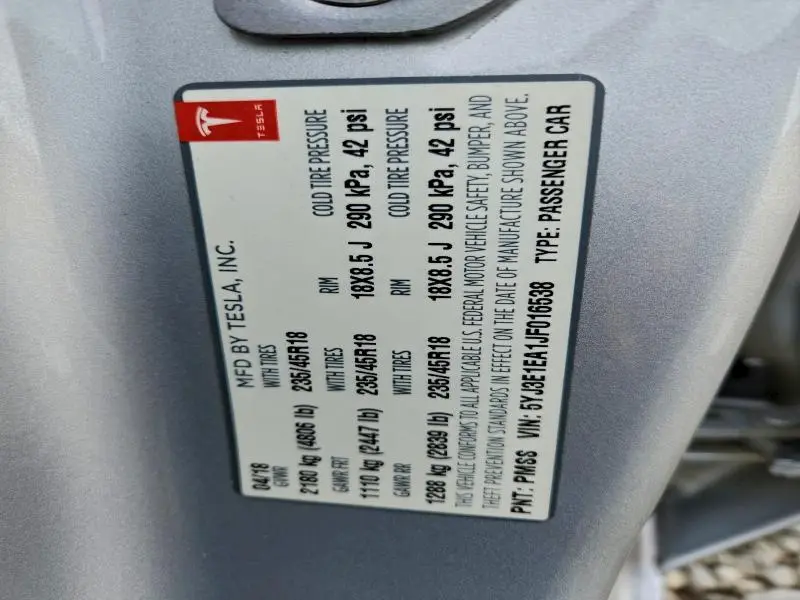 TESLA
MFD BY TESLA, INC.
04/18
GVWR WITH TIRES RIM COLD TIRE PRESSURE
2180 kg (4806 lb) 235/45R18 18X8.5 J 290 kPa, 42 psi
GAWR FRT WITH TIRES RIM COLD TIRE PRESSURE
1110 kg (2447 lb) 235/45R18 18X8.5 J 290 kPa, 42 psi
GAWR RR WITH TIRES
1288 kg (2839 lb) 235/45R18
THIS VEHICLE CONFORMS TO ALL APPLICABLE U.S. FEDERAL MOTOR VEHICLE SAFETY, BUMPER, AND
THEFT PREVENTION STANDARDS IN EFFECT ON THE DATE OF MANUFACTURE SHOWN ABOVE.
PNT: PMSS VIN: 5YJ3E1EA1JF016538 TYPE: PASSENGER CAR